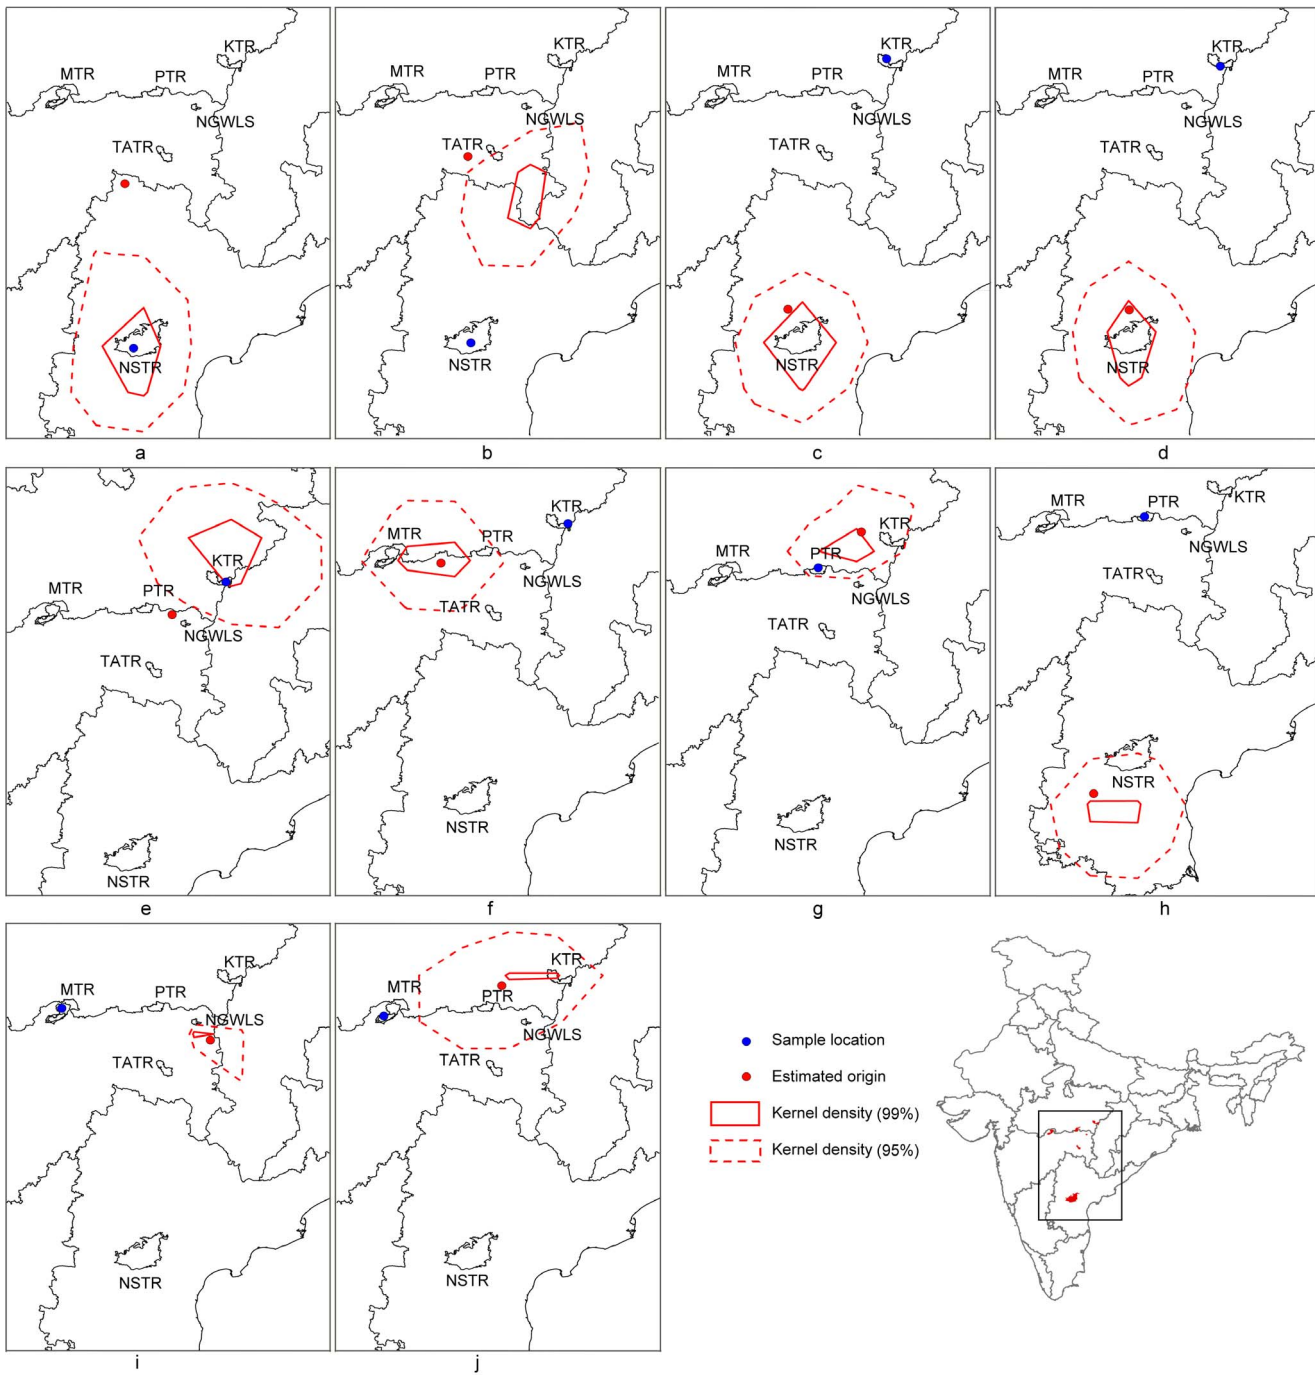 KTR
MTR
PTR
NGWLS
TATR
NSTR
a
KTR
MTR
PTR
NGWLS
TATR
NSTR
b
KTR
MTR
PTR
NGWLS
TATR
NSTR
c
KTR
MTR
PTR
NGWLS
TATR
NSTR
d
KTR
MTR
PTR
NGWLS
TATR
NSTR
e
KTR
MTR
PTR
NGWLS
TATR
NSTR
f
KTR
MTR
PTR
NGWLS
TATR
NSTR
g
KTR
MTR
PTR
NGWLS
TATR
NSTR
h
KTR
MTR
PTR
NGWLS
TATR
NSTR
i
KTR
MTR
PTR
NGWLS
TATR
NSTR
j
Sample location
Estimated origin
Kernel density (99%)
Kernel density (95%)